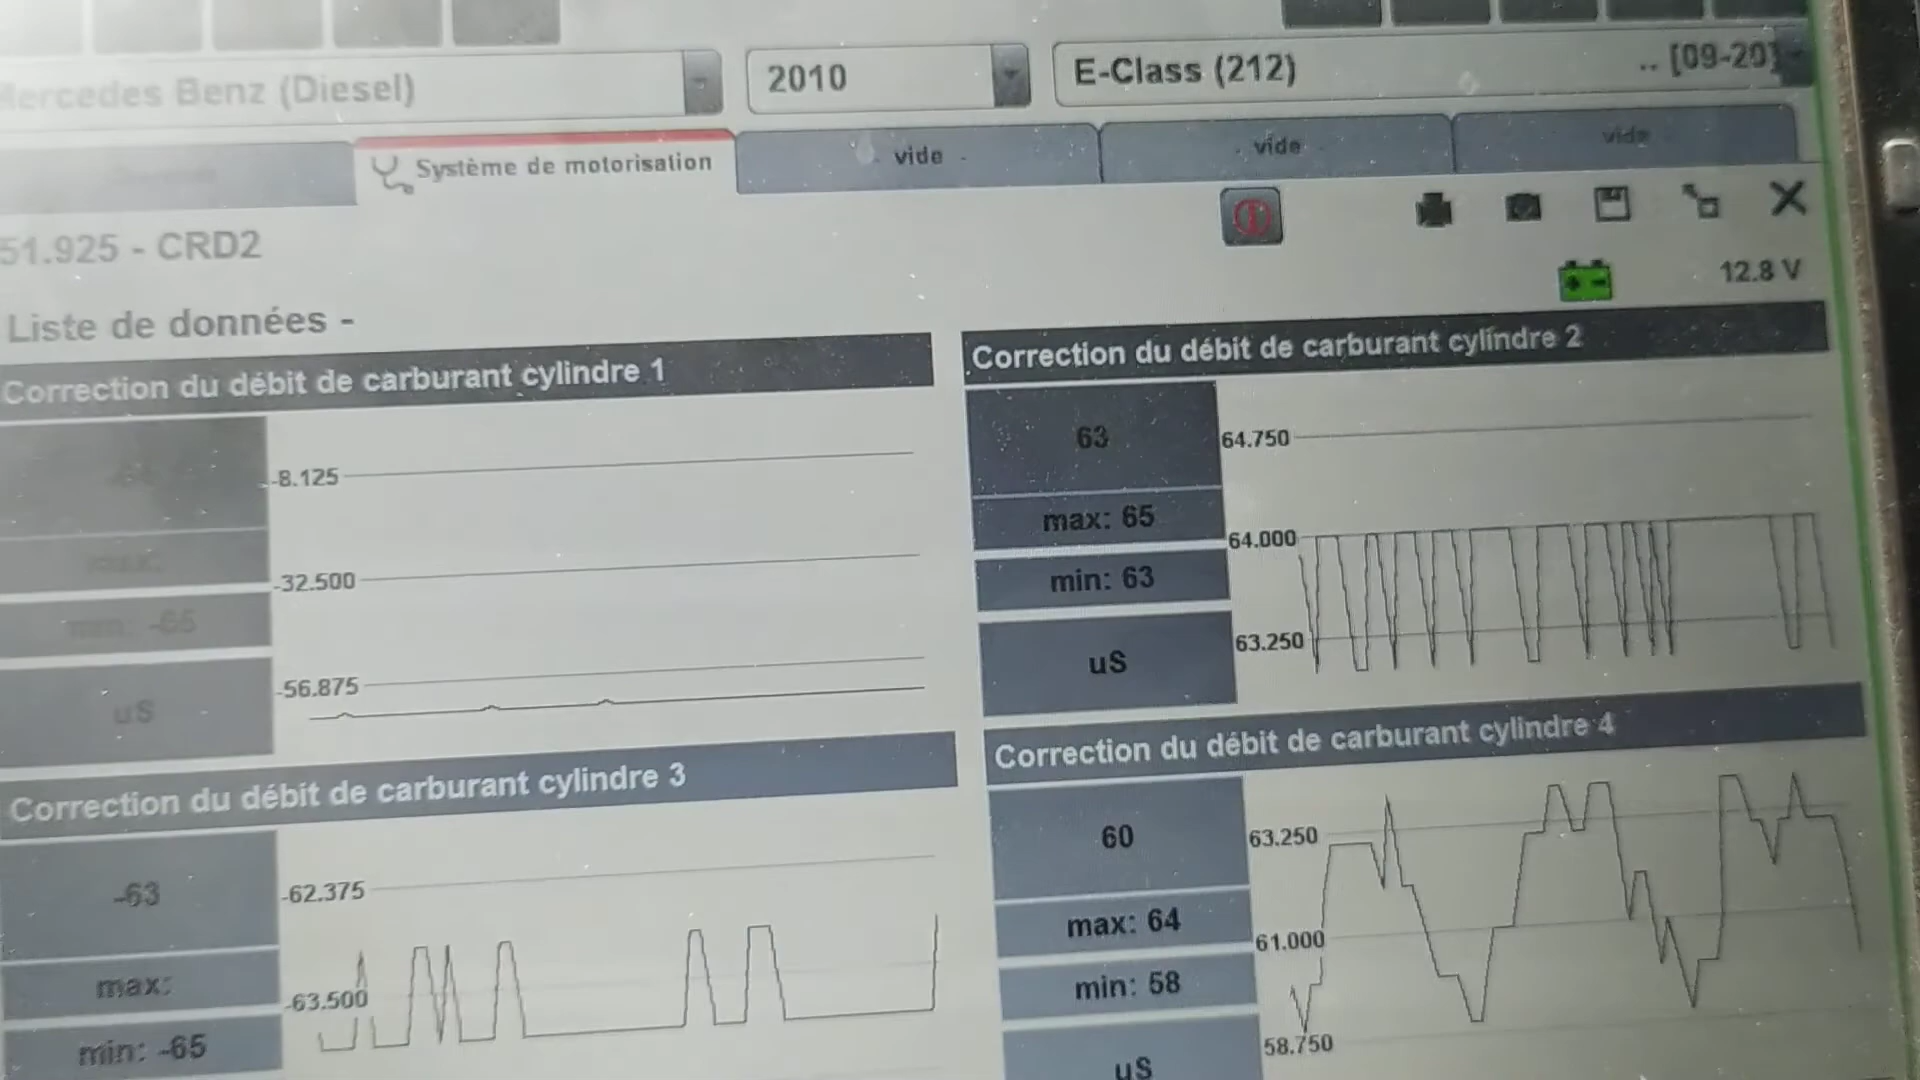 Mercedes Benz (Diesel)
2010
E-Class (212)
.. [09-20]
Système de motorisation
vide
vide
vide
51.925 - CRD2
12.8 V
Liste de données -
Correction du débit de carburant cylindre 1
-8.125
-32.500
min: -65
-56.875
uS
Correction du débit de carburant cylindre 2
63
64.750
max: 65
64.000
min: 63
63.250
uS
Correction du débit de carburant cylindre 3
-63
-62.375
max:
-63.500
min: -65
Correction du débit de carburant cylindre 4
60
63.250
max: 64
61.000
min: 58
58.750
uS